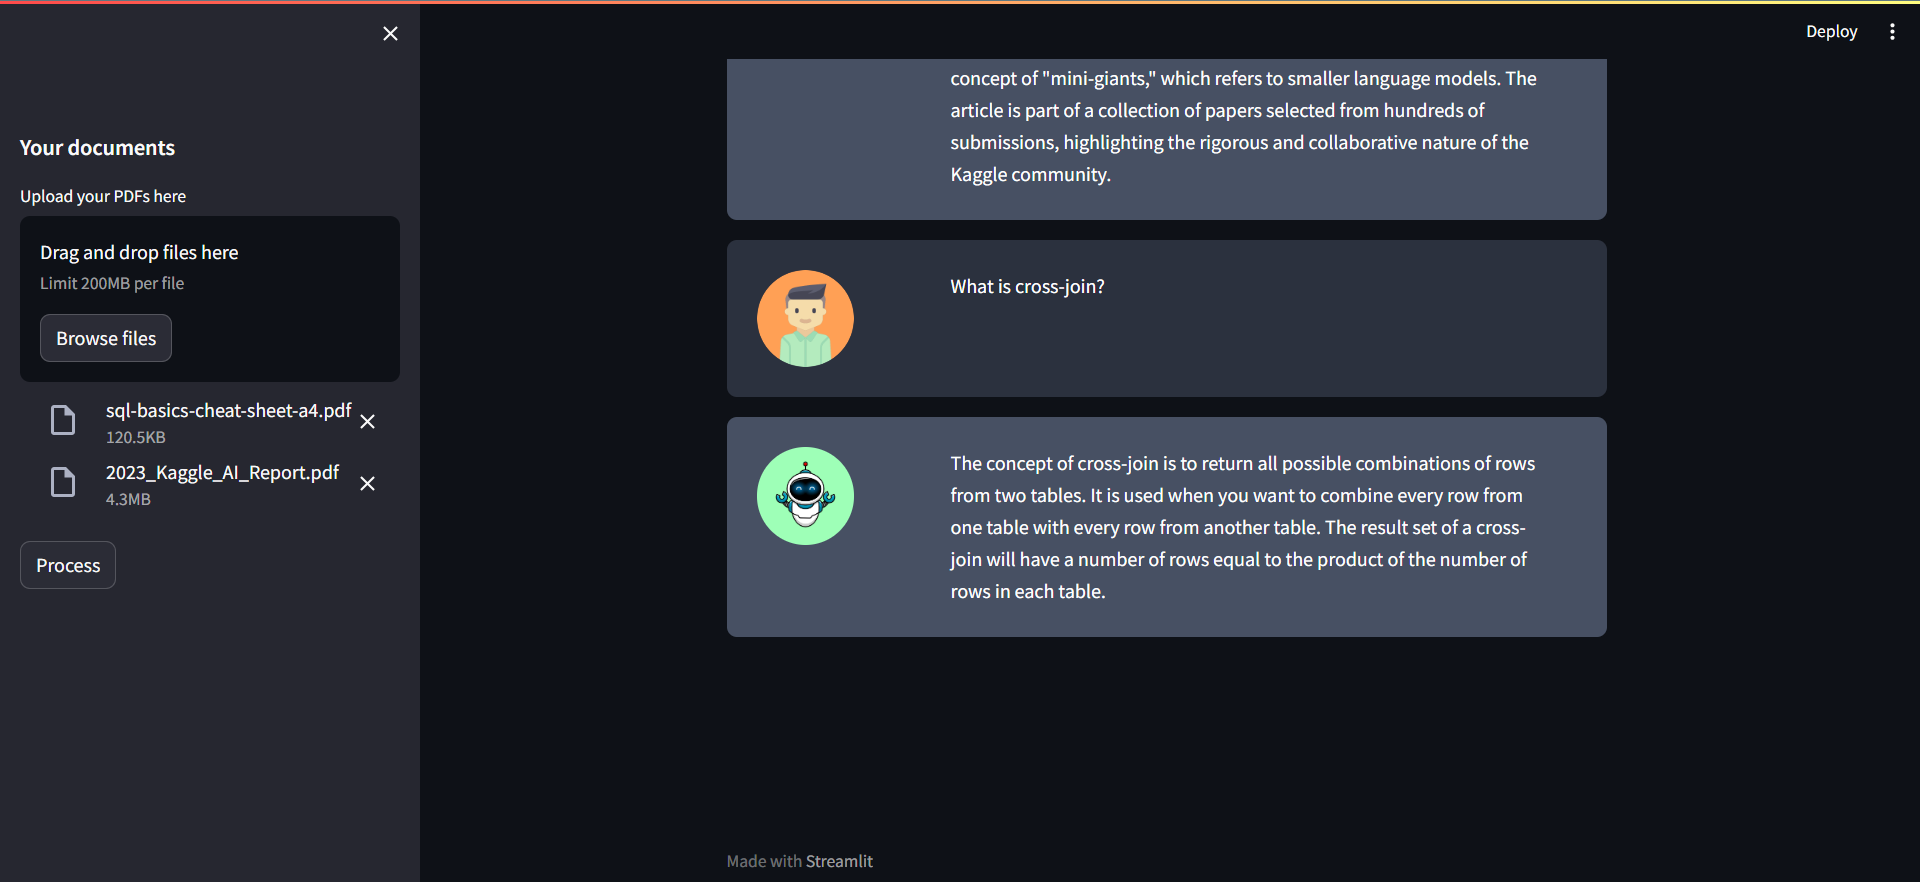 Deploy
Your documents
Upload your PDFs here
Drag and drop files here
Limit 200MB per file
Browse files
sql-basics-cheat-sheet-a4.pdf
120.5KB
2023_Kaggle_AI_Report.pdf
4.3MB
Process
concept of "mini-giants," which refers to smaller language models. The
article is part of a collection of papers selected from hundreds of
submissions, highlighting the rigorous and collaborative nature of the
Kaggle community.
What is cross-join?
The concept of cross-join is to return all possible combinations of rows
from two tables. It is used when you want to combine every row from
one table with every row from another table. The result set of a cross-
join will have a number of rows equal to the product of the number of
rows in each table.
Made with Streamlit